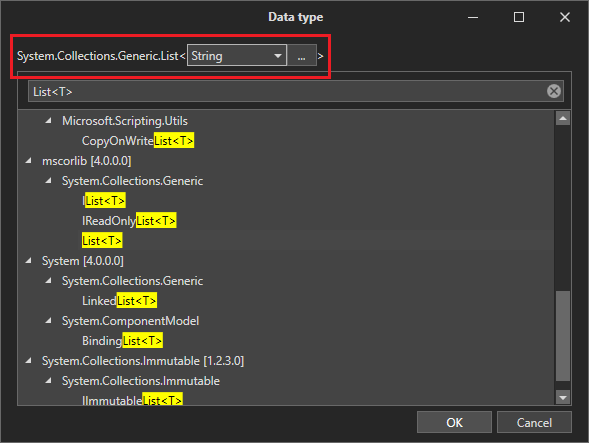 Data type
System.Collections.Generic.List< String ... >
List<T>
Microsoft.Scripting.Utils
CopyOnWriteList<T>
mscorlib [4.0.0.0]
System.Collections.Generic
IList<T>
IReadOnlyList<T>
List<T>
System [4.0.0.0]
System.Collections.Generic
LinkedList<T>
System.ComponentModel
BindingList<T>
System.Collections.Immutable [1.2.3.0]
System.Collections.Immutable
IImmutableList<T>
OK Cancel